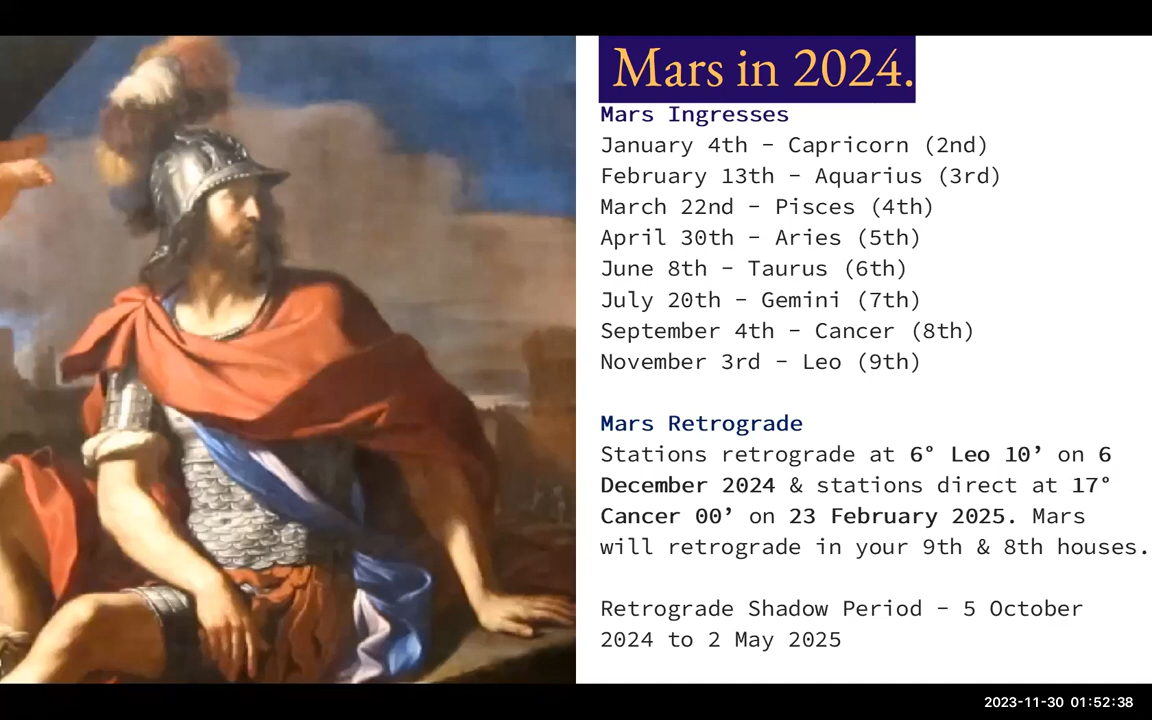 Mars in 2024.
Mars Ingresses
January 4th - Capricorn (2nd)
February 13th - Aquarius (3rd)
March 22nd - Pisces (4th)
April 30th - Aries (5th)
June 8th - Taurus (6th)
July 20th - Gemini (7th)
September 4th - Cancer (8th)
November 3rd - Leo (9th)
Mars Retrograde
Stations retrograde at 6° Leo 10’ on 6
December 2024 & stations direct at 17°
Cancer 00’ on 23 February 2025. Mars
will retrograde in your 9th & 8th houses.
Retrograde Shadow Period - 5 October
2024 to 2 May 2025
2023-11-30 01:52:38